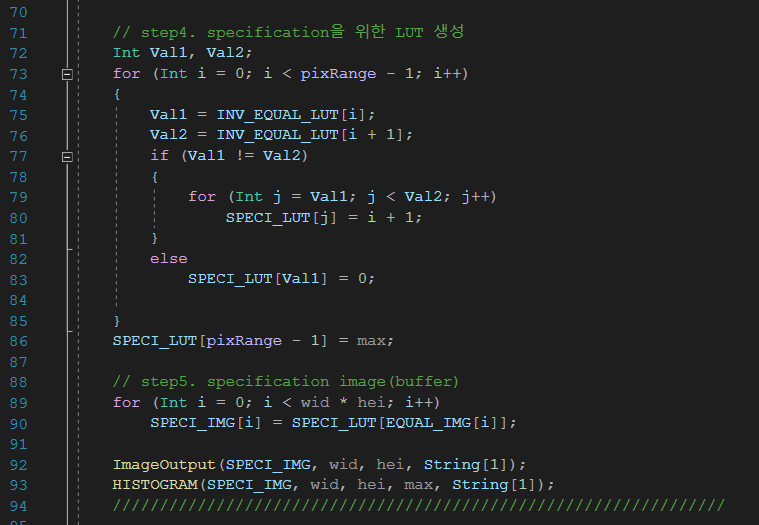 70
71 // step4. specification을 위한 LUT 생성
72 Int Val1, Val2;
73 for (Int i = 0; i < pixRange - 1; i++)
74 {
75 Val1 = INV_EQUAL_LUT[i];
76 Val2 = INV_EQUAL_LUT[i + 1];
77 if (Val1 != Val2)
78 {
79 for (Int j = Val1; j < Val2; j++)
80 SPECI_LUT[j] = i + 1;
81 }
82 else
83 SPECI_LUT[Val1] = 0;
84
85 }
86 SPECI_LUT[pixRange - 1] = max;
87
88 // step5. specification image(buffer)
89 for (Int i = 0; i < wid * hei; i++)
90 SPECI_IMG[i] = SPECI_LUT[EQUAL_IMG[i]];
91
92 ImageOutput(SPECI_IMG, wid, hei, String[1]);
93 HISTOGRAM(SPECI_IMG, wid, hei, max, String[1]);
94 /////////////////////////////////////////////////////////////////